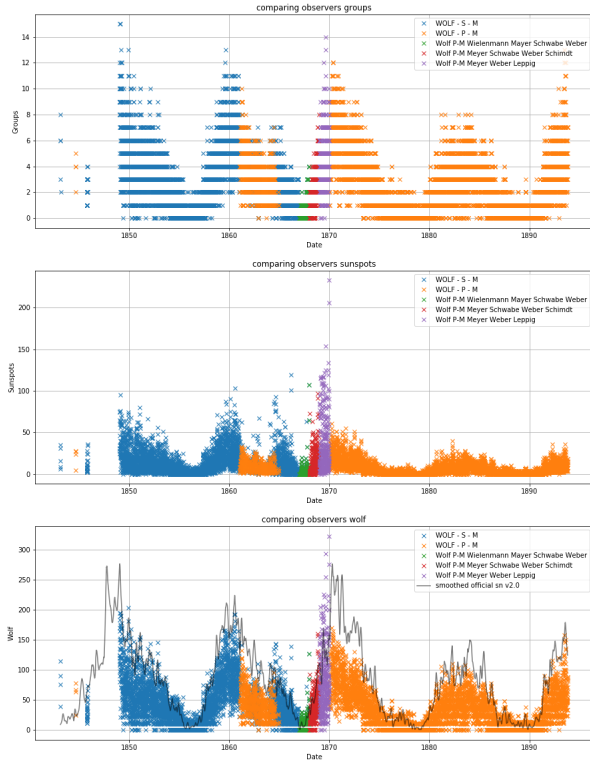 comparing observers groups
WOLF - S - M
WOLF - P - M
Wolf P-M Wielenmann Mayer Schwabe Weber
Wolf P-M Meyer Schwabe Weber Schimdt
Wolf P-M Meyer Weber Leppig
14
12
10
8
6
4
2
0
Groups
1850
1860
1870
1880
1890
Date
comparing observers sunspots
WOLF - S - M
WOLF - P - M
Wolf P-M Wielenmann Mayer Schwabe Weber
Wolf P-M Meyer Schwabe Weber Schimdt
Wolf P-M Meyer Weber Leppig
200
150
100
50
0
Sunspots
1850
1860
1870
1880
1890
Date
comparing observers wolf
WOLF - S - M
WOLF - P - M
Wolf P-M Wielenmann Mayer Schwabe Weber
Wolf P-M Meyer Schwabe Weber Schimdt
Wolf P-M Meyer Weber Leppig
smoothed official sn v2.0
300
250
200
150
100
50
0
Wolf
1850
1860
1870
1880
1890
Date